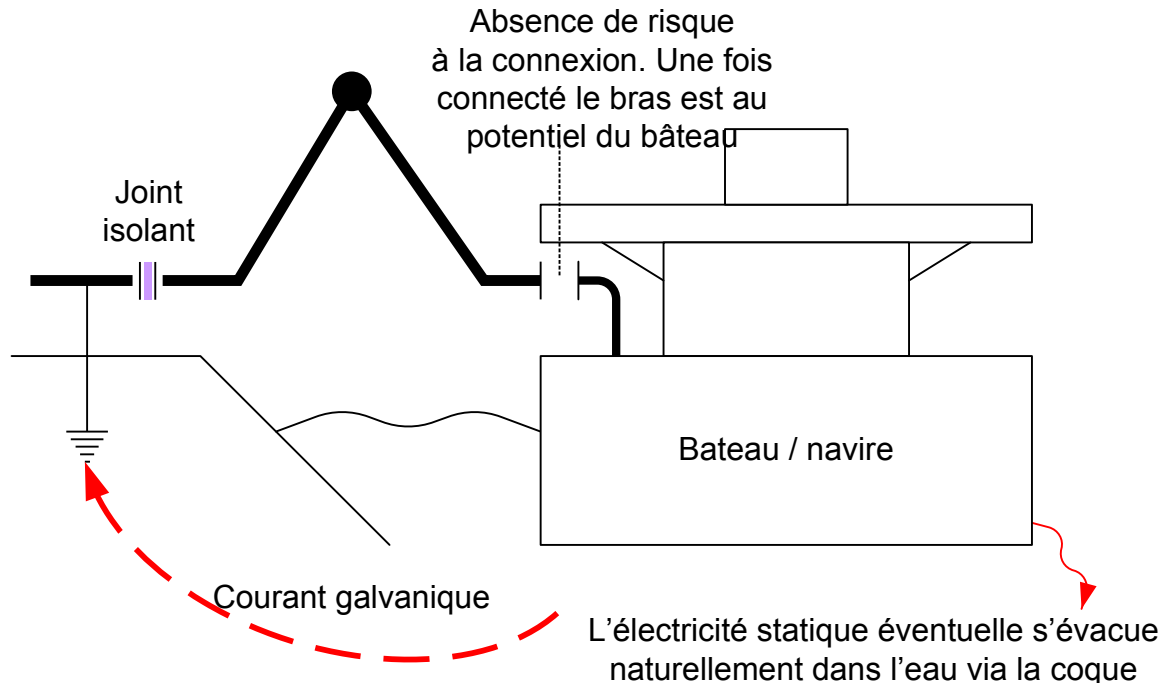 Absence de risque
à la connexion. Une fois
connecté le bras est au
potentiel du bâteau
Joint
isolant
Bateau / navire
Courant galvanique
L’électricité statique éventuelle s’évacue
naturellement dans l’eau via la coque